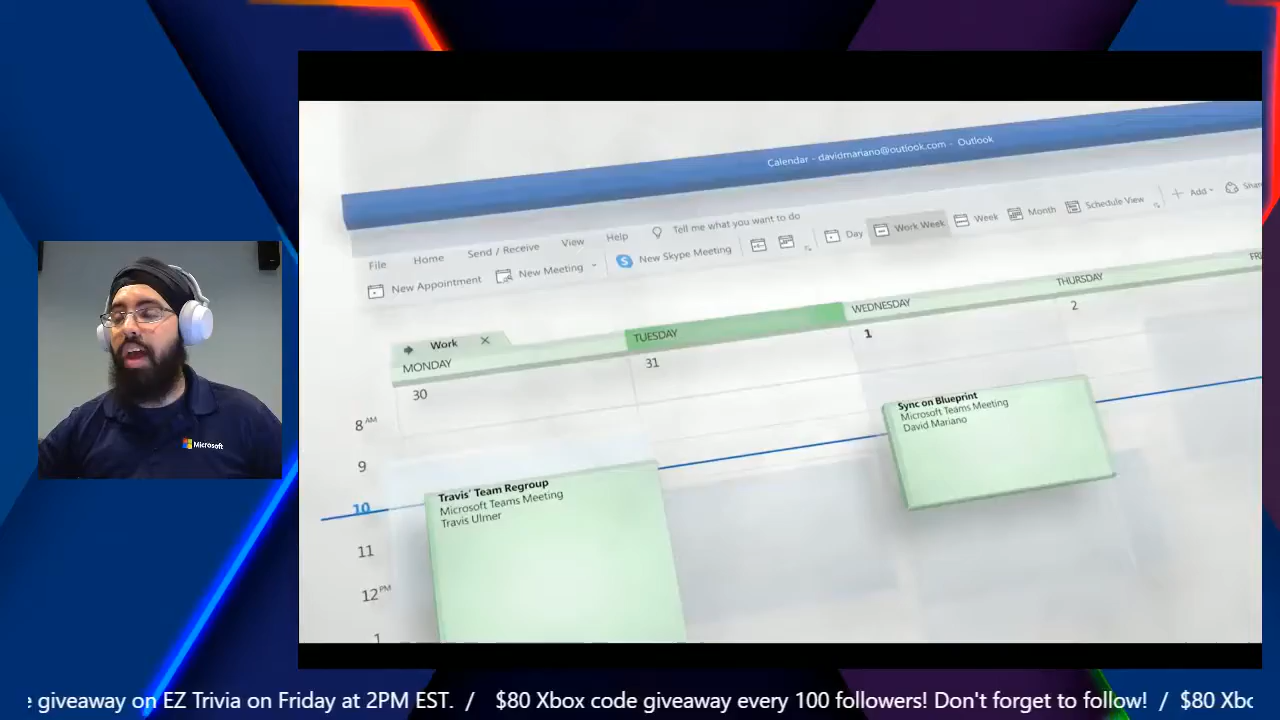 Calendar - davidmariano@outlook.com - Outlook
File Home Send / Receive View Help Tell me what you want to do
New Appointment New Meeting New Skype Meeting Day Work Week Week Month Schedule View Add
Work
MONDAY TUESDAY WEDNESDAY THURSDAY
30 31 1 2
8 AM
9
10
11
12 PM
1
Sync on Blueprint
Microsoft Teams Meeting
David Mariano
Travis' Team Regroup
Microsoft Teams Meeting
Travis Ulmer
Microsoft
giveaway on EZ Trivia on Friday at 2PM EST. / $80 Xbox code giveaway every 100 followers! Don't forget to follow! / $80